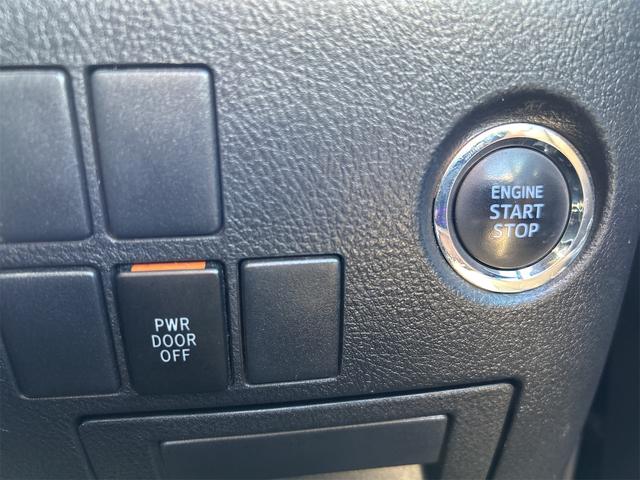 ENGINE
START
STOP
PWR
DOOR
OFF